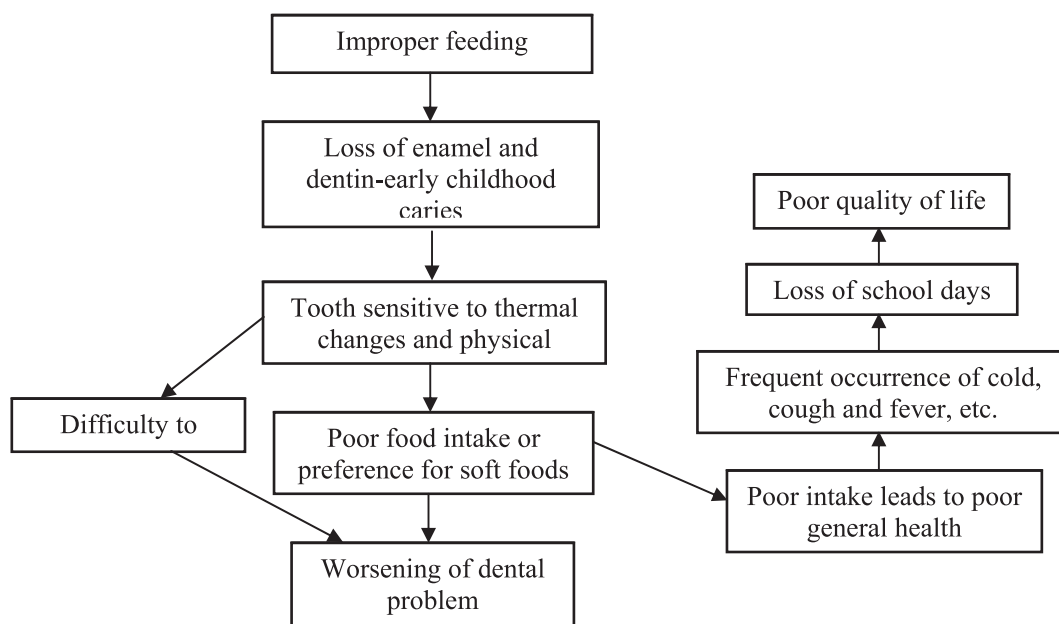 Improper feeding
Loss of enamel and
dentin-early childhood
caries
Tooth sensitive to thermal
changes and physical
Difficulty to
Poor food intake or
preference for soft foods
Worsening of dental
problem
Poor quality of life
Loss of school days
Frequent occurrence of cold,
cough and fever, etc.
Poor intake leads to poor
general health